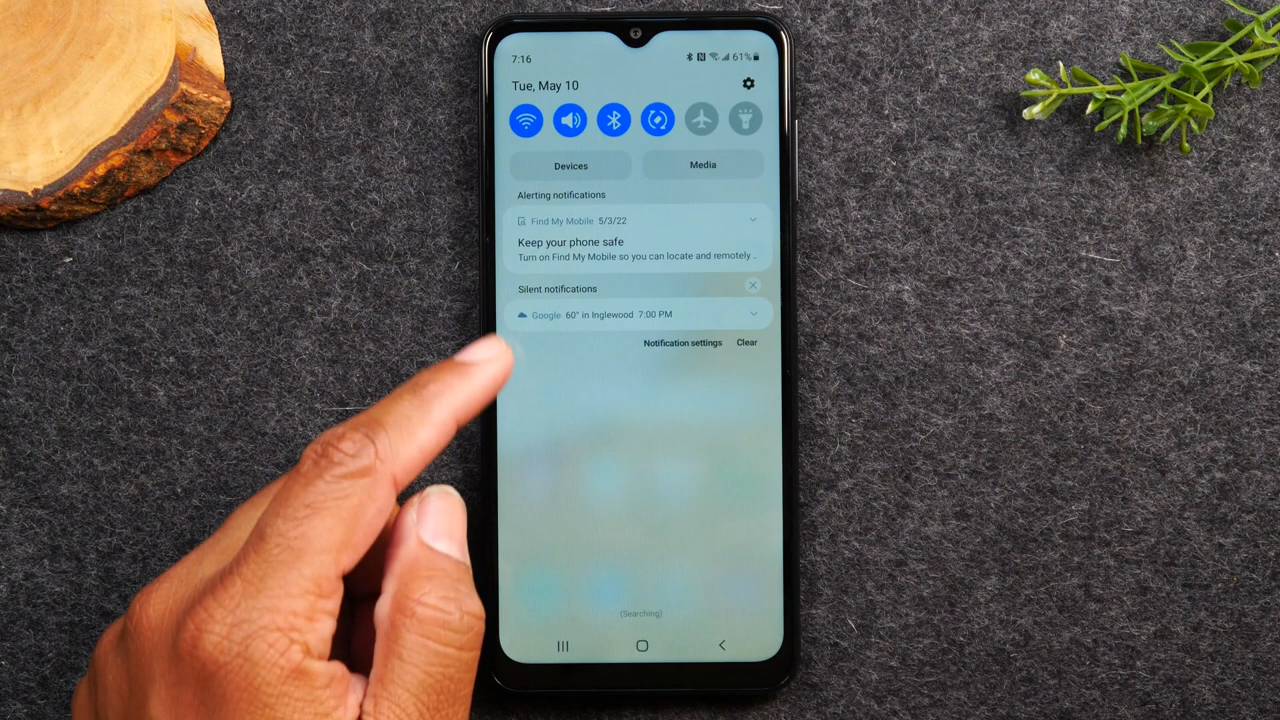 7:16 61%
Tue, May 10
Devices Media
Alerting notifications
Find My Mobile 5/3/22
Keep your phone safe
Turn on Find My Mobile so you can locate and remotely ..
Silent notifications
Google 60° in Inglewood 7:00 PM
Notification settings Clear
(Searching)